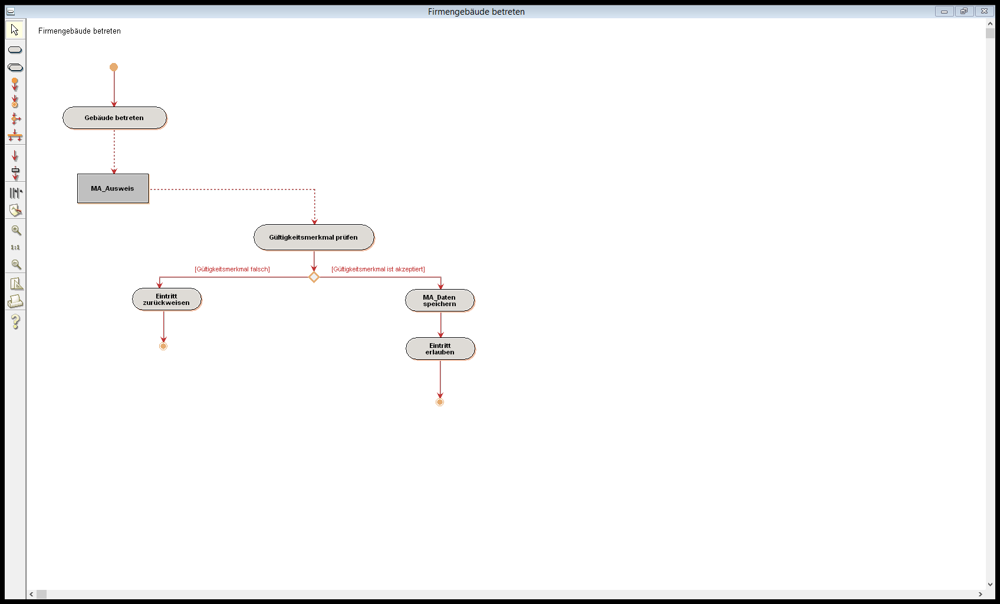 Firmengebäude betreten
Firmengebäude betreten
Gebäude betreten
MA_Ausweis
Gültigkeitsmerkmal prüfen
[Gültigkeitsmerkmal falsch]
[Gültigkeitsmerkmal ist akzeptiert]
Eintritt
zurückweisen
MA_Daten
speichern
Eintritt
erlauben
1:1